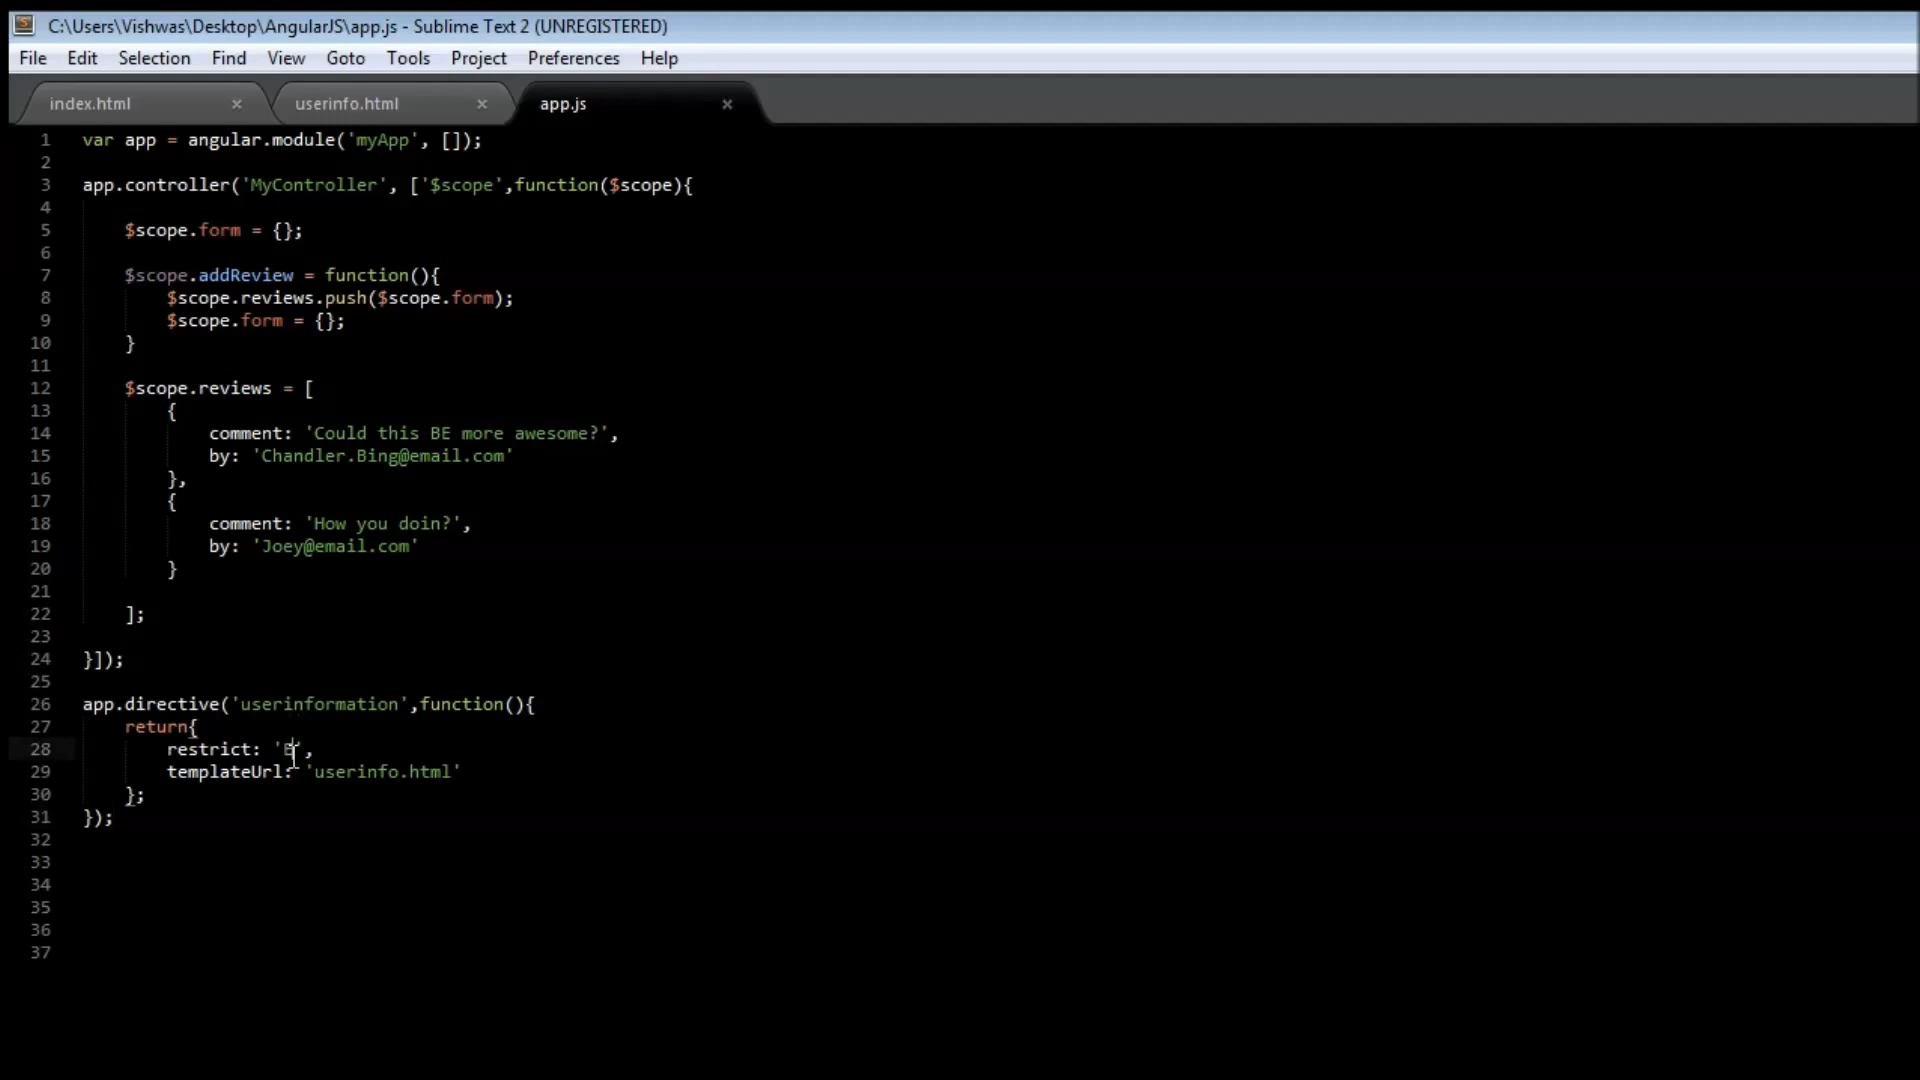 C:\Users\Vishwas\Desktop\AngularJS\app.js - Sublime Text 2 (UNREGISTERED)
File Edit Selection Find View Goto Tools Project Preferences Help
index.html × userinfo.html × app.js ×
1 var app = angular.module('myApp', []);
2
3 app.controller('MyController', ['$scope',function($scope){
4
5 $scope.form = {};
6
7 $scope.addReview = function(){
8 $scope.reviews.push($scope.form);
9 $scope.form = {};
10 }
11
12 $scope.reviews = [
13 {
14 comment: 'Could this BE more awesome?',
15 by: 'Chandler.Bing@email.com'
16 },
17 {
18 comment: 'How you doin?',
19 by: 'Joey@email.com'
20 }
21
22 ];
23
24 }]);
25
26 app.directive('userinformation',function(){
27 return{
28 restrict: 'E',
29 templateUrl: 'userinfo.html'
30 };
31 });
32
33
34
35
36
37